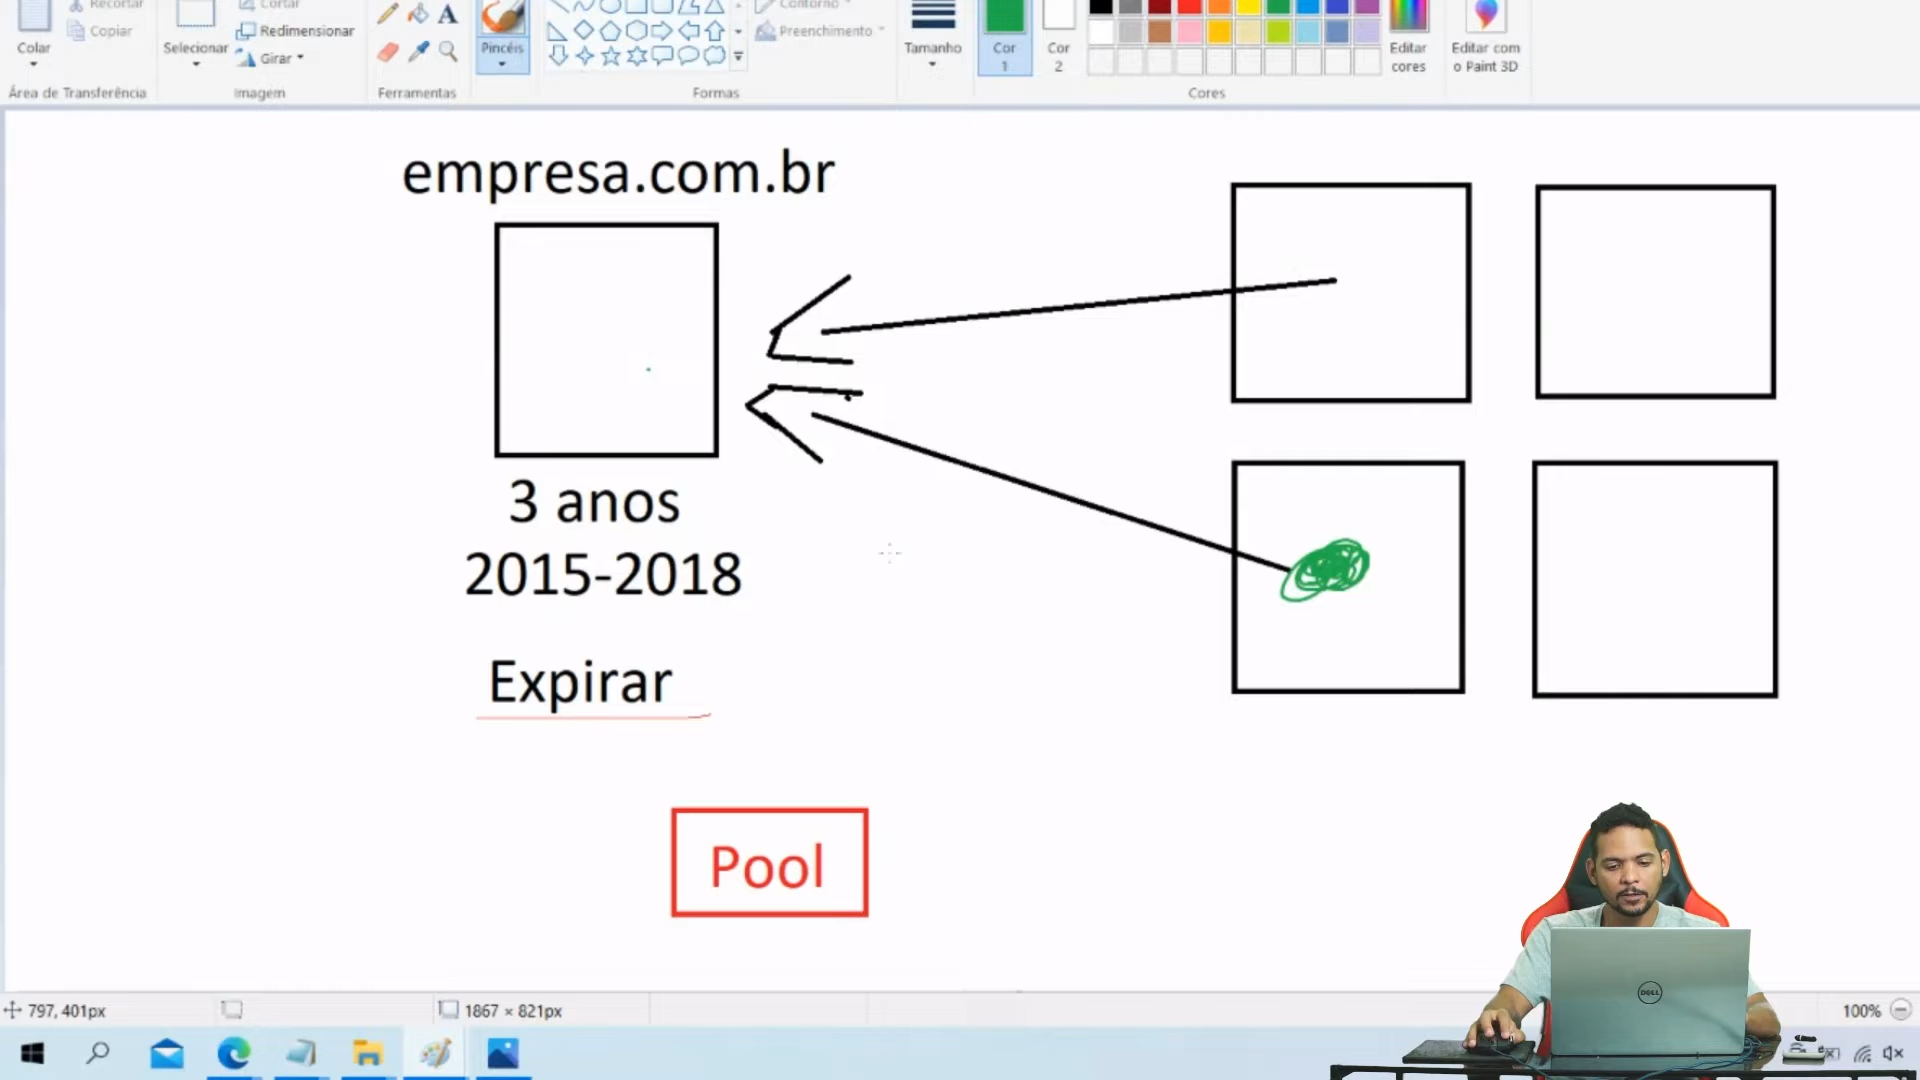 Recortar
Cortar
Colar
Copiar
Selecionar
Redimensionar
Girar
Pincéis
Contorno
Preenchimento
Tamanho
Cor
1
Cor
2
Editar
cores
Editar com
o Paint 3D
Área de Transferência
Imagem
Ferramentas
Formas
Cores
empresa.com.br
3 anos
2015-2018
Expirar
Pool
797, 401px
1867 × 821px
100%
DELL